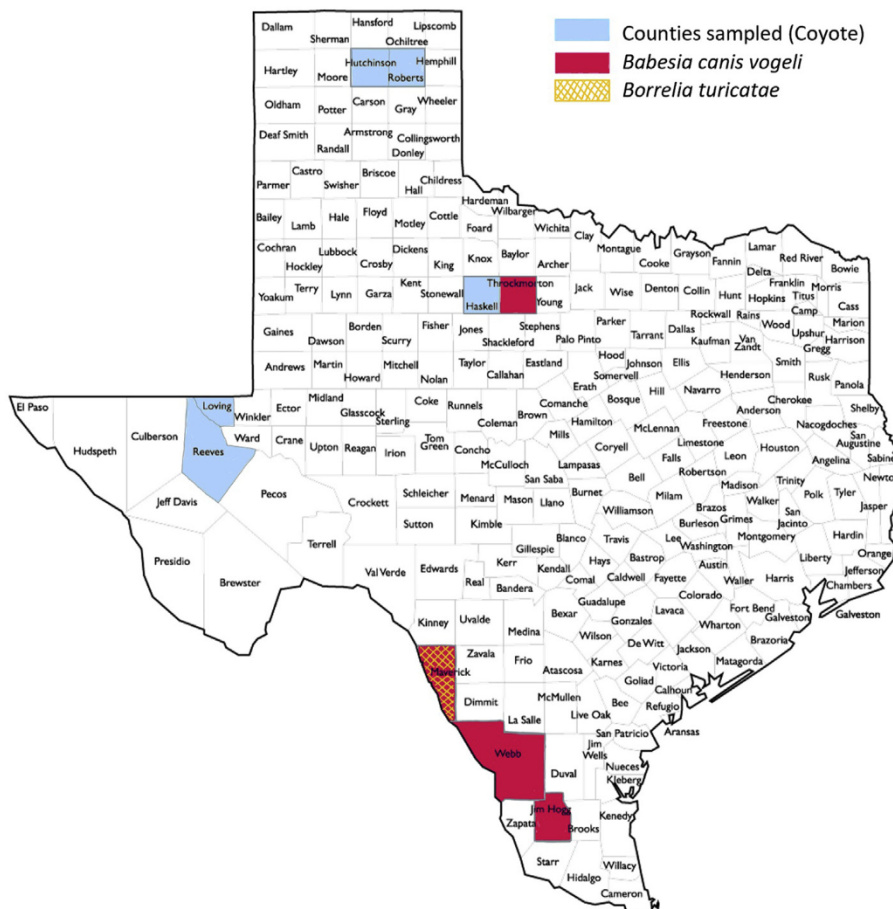 Dallam Hansford Lipscomb
Sherman Ochiltree
Counties sampled (Coyote)
Babesia canis vogeli
Borrelia turicatae
Hartley Moore Hutchinson Roberts Hemphill
Oldham Potter Carson Gray Wheeler
Deaf Smith Randall Armstrong Donley Collingsworth
Parmer Castro Swisher Briscoe Hall Childress
Hardeman
Bailey Lamb Hale Floyd Motley Cottle Foard Wilbarger Wichita Clay
Cochran Hockley Lubbock Crosby Dickens King Knox Baylor Archer Montague Cooke Grayson Fannin Lamar Red River Bowie
Delta Franklin Morris
Yoakum Terry Lynn Garza Kent Stonewall Haskell Throckmorton Young Jack Wise Denton Collin Hunt Hopkins Titus Cass
Rockwall Rains Camp Marion
Gaines Dawson Borden Scurry Fisher Jones Shackleford Stephens Palo Pinto Parker Tarrant Dallas Kaufman Van Zandt Wood Upshur Harrison
Gregg
Andrews Martin Howard Mitchell Nolan Taylor Callahan Eastland Hood Somervell Johnson Ellis Henderson Smith Rusk Panola
Erath Bosque Hill Navarro
El Paso Loving Winkler Ector Midland Glasscock Sterling Coke Runnels Coleman Brown Comanche Hamilton Anderson Cherokee Shelby
Hudspeth Culberson Reeves Ward Crane Upton Reagan Irion Tom Green Concho McCulloch Mills Coryell McLennan Limestone Freestone Nacogdoches San Augustine
Falls Leon Houston Angelina Sabine
San Saba Lampasas Bell Robertson Newton
Jeff Davis Pecos Crockett Schleicher Menard Mason Llano Burnet Milam Madison Trinity Polk Tyler Jasper
Williamson Brazos Walker San Jacinto
Sutton Kimble Burleson Grimes
Presidio Brewster Terrell Gillespie Blanco Travis Lee Washington Montgomery Hardin
Val Verde Edwards Kerr Kendall Hays Bastrop Austin Liberty Orange
Real Bandera Comal Caldwell Fayette Waller Harris Jefferson
Chambers
Guadalupe Colorado
Kinney Uvalde Medina Bexar Gonzales Lavaca Fort Bend Galveston Galveston
Wilson Wharton
De Witt Brazoria
Maverick Zavala Frio Atascosa Karnes Jackson
Victoria Matagorda
Goliad
Dimmit McMullen Bee Calhoun
La Salle Live Oak Refugio
San Patricio Aransas
Webb Duval Jim Wells
Nueces
Kleberg
Zapata Jim Hogg Brooks Kenedy
Starr Willacy
Hidalgo
Cameron